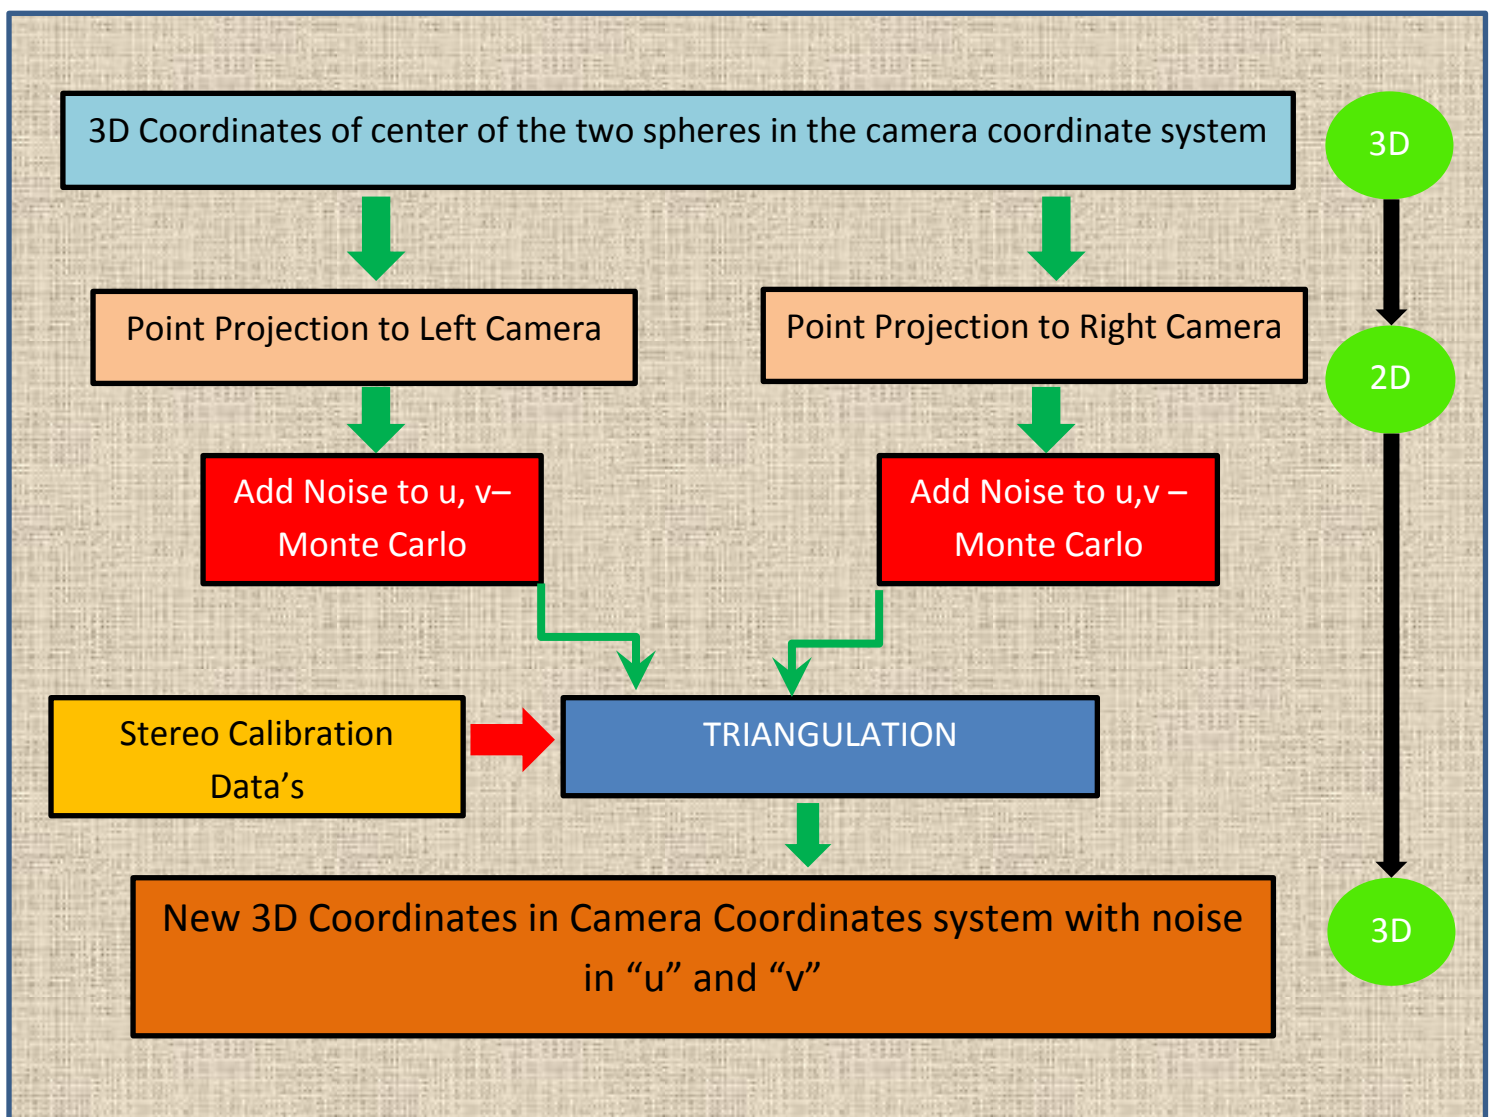 3D Coordinates of center of the two spheres in the camera coordinate system
3D
Point Projection to Left Camera
Point Projection to Right Camera
2D
Add Noise to u, v–
Monte Carlo
Add Noise to u,v –
Monte Carlo
Stereo Calibration
Data’s
TRIANGULATION
New 3D Coordinates in Camera Coordinates system with noise
in “u” and “v”
3D